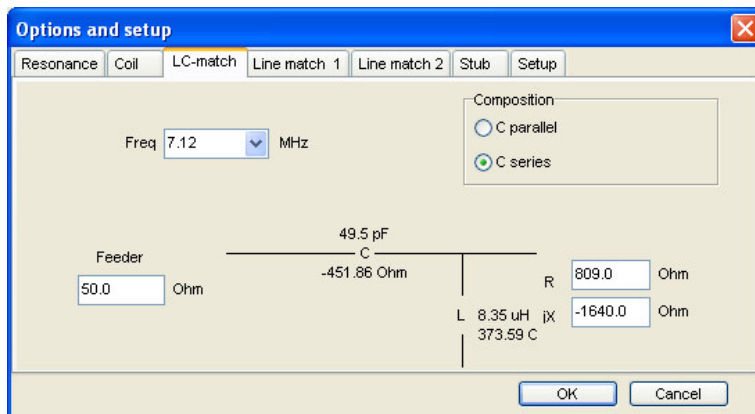 Options and setup
Resonance Coil LC-match Line match 1 Line match 2 Stub Setup
Composition
C parallel
C series
Freq 7.12 MHz
49.5 pF
C
-451.86 Ohm
Feeder
50.0 Ohm
R 809.0 Ohm
L 8.35 uH jX -1640.0 Ohm
373.59 C
OK Cancel